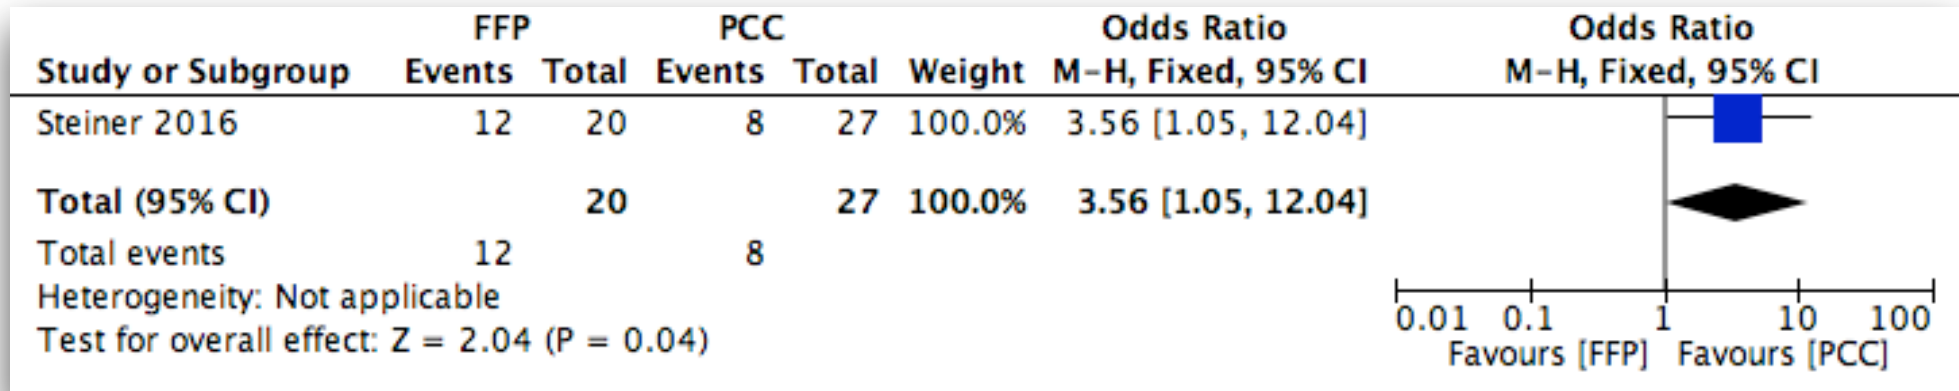 FFP PCC Odds Ratio Odds Ratio
Study or Subgroup Events Total Events Total Weight M-H, Fixed, 95% CI M-H, Fixed, 95% CI
Steiner 2016 12 20 8 27 100.0% 3.56 [1.05, 12.04]
Total (95% CI) 20 27 100.0% 3.56 [1.05, 12.04]
Total events 12 8
Heterogeneity: Not applicable
Test for overall effect: Z = 2.04 (P = 0.04)
0.01 0.1 1 10 100
Favours [FFP] Favours [PCC]